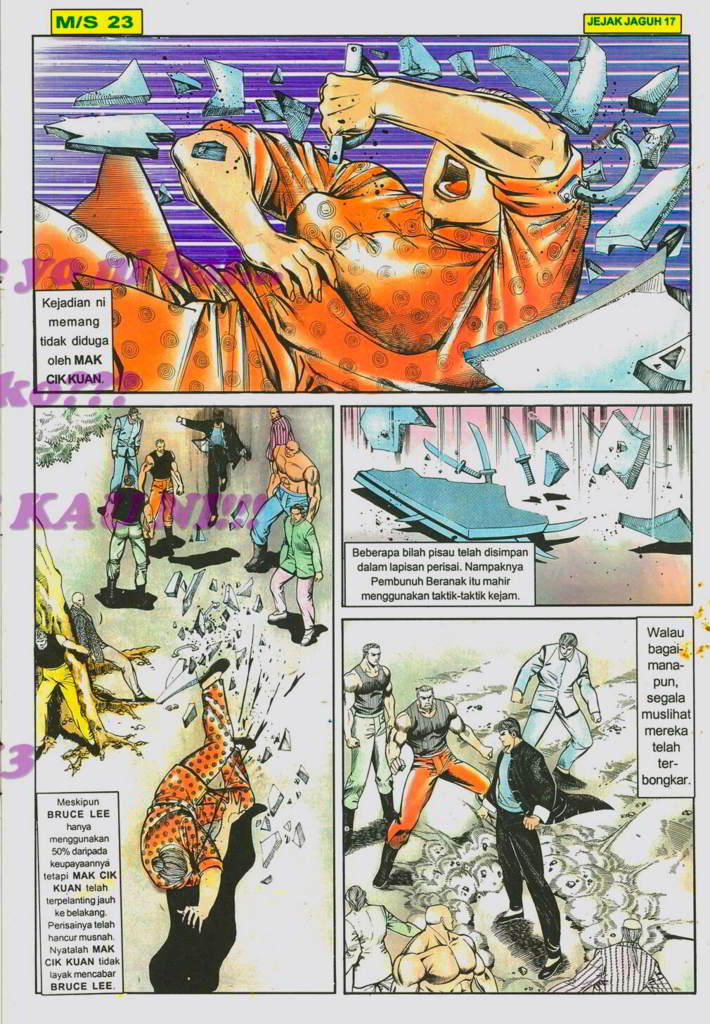 M/S 23
JEJAK JAGUH 17
Kejadian ni
memang
tidak diduga
oleh MAK
CIK KUAN.
KAU NI!!!
Beberapa bilah pisau telah disimpan
dalam lapisan perisai. Nampaknya
Pembunuh Beranak itu mahir
menggunakan taktik-taktik kejam.
Meskipun
BRUCE LEE
hanya
menggunakan
50% daripada
keupayaannya
tetapi MAK CIK
KUAN telah
terpelanting jauh
ke belakang.
Perisainya telah
hancur musnah.
Nyatalah MAK
CIK KUAN tidak
layak mencabar
BRUCE LEE.
Walau
bagai-
mana-
pun,
segala
muslihat
mereka
telah
ter-
bongkar.